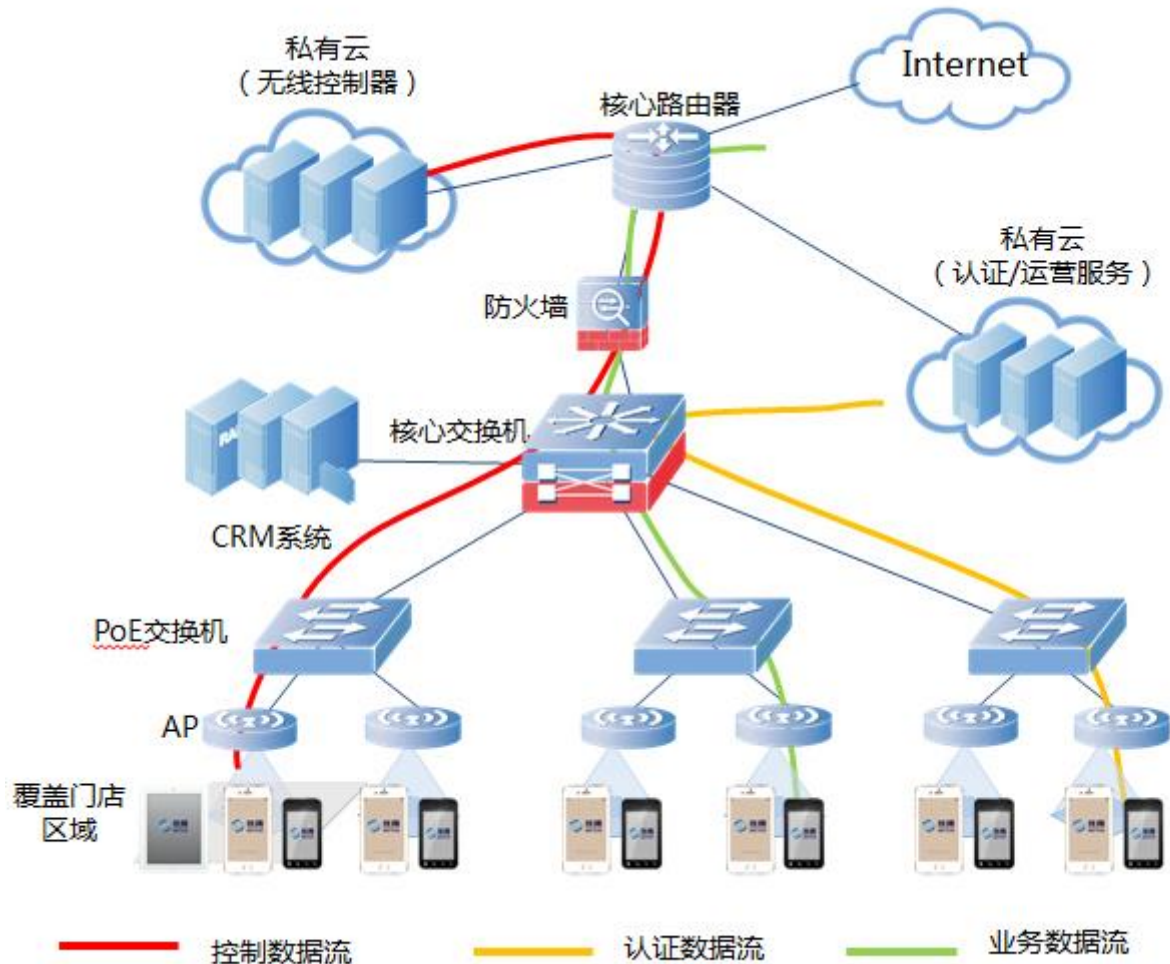 私有云
（无线控制器）
Internet
核心路由器
私有云
（认证/运营服务）
防火墙
核心交换机
CRM系统
PoE交换机
AP
覆盖门店
区域
控制数据流
认证数据流
业务数据流